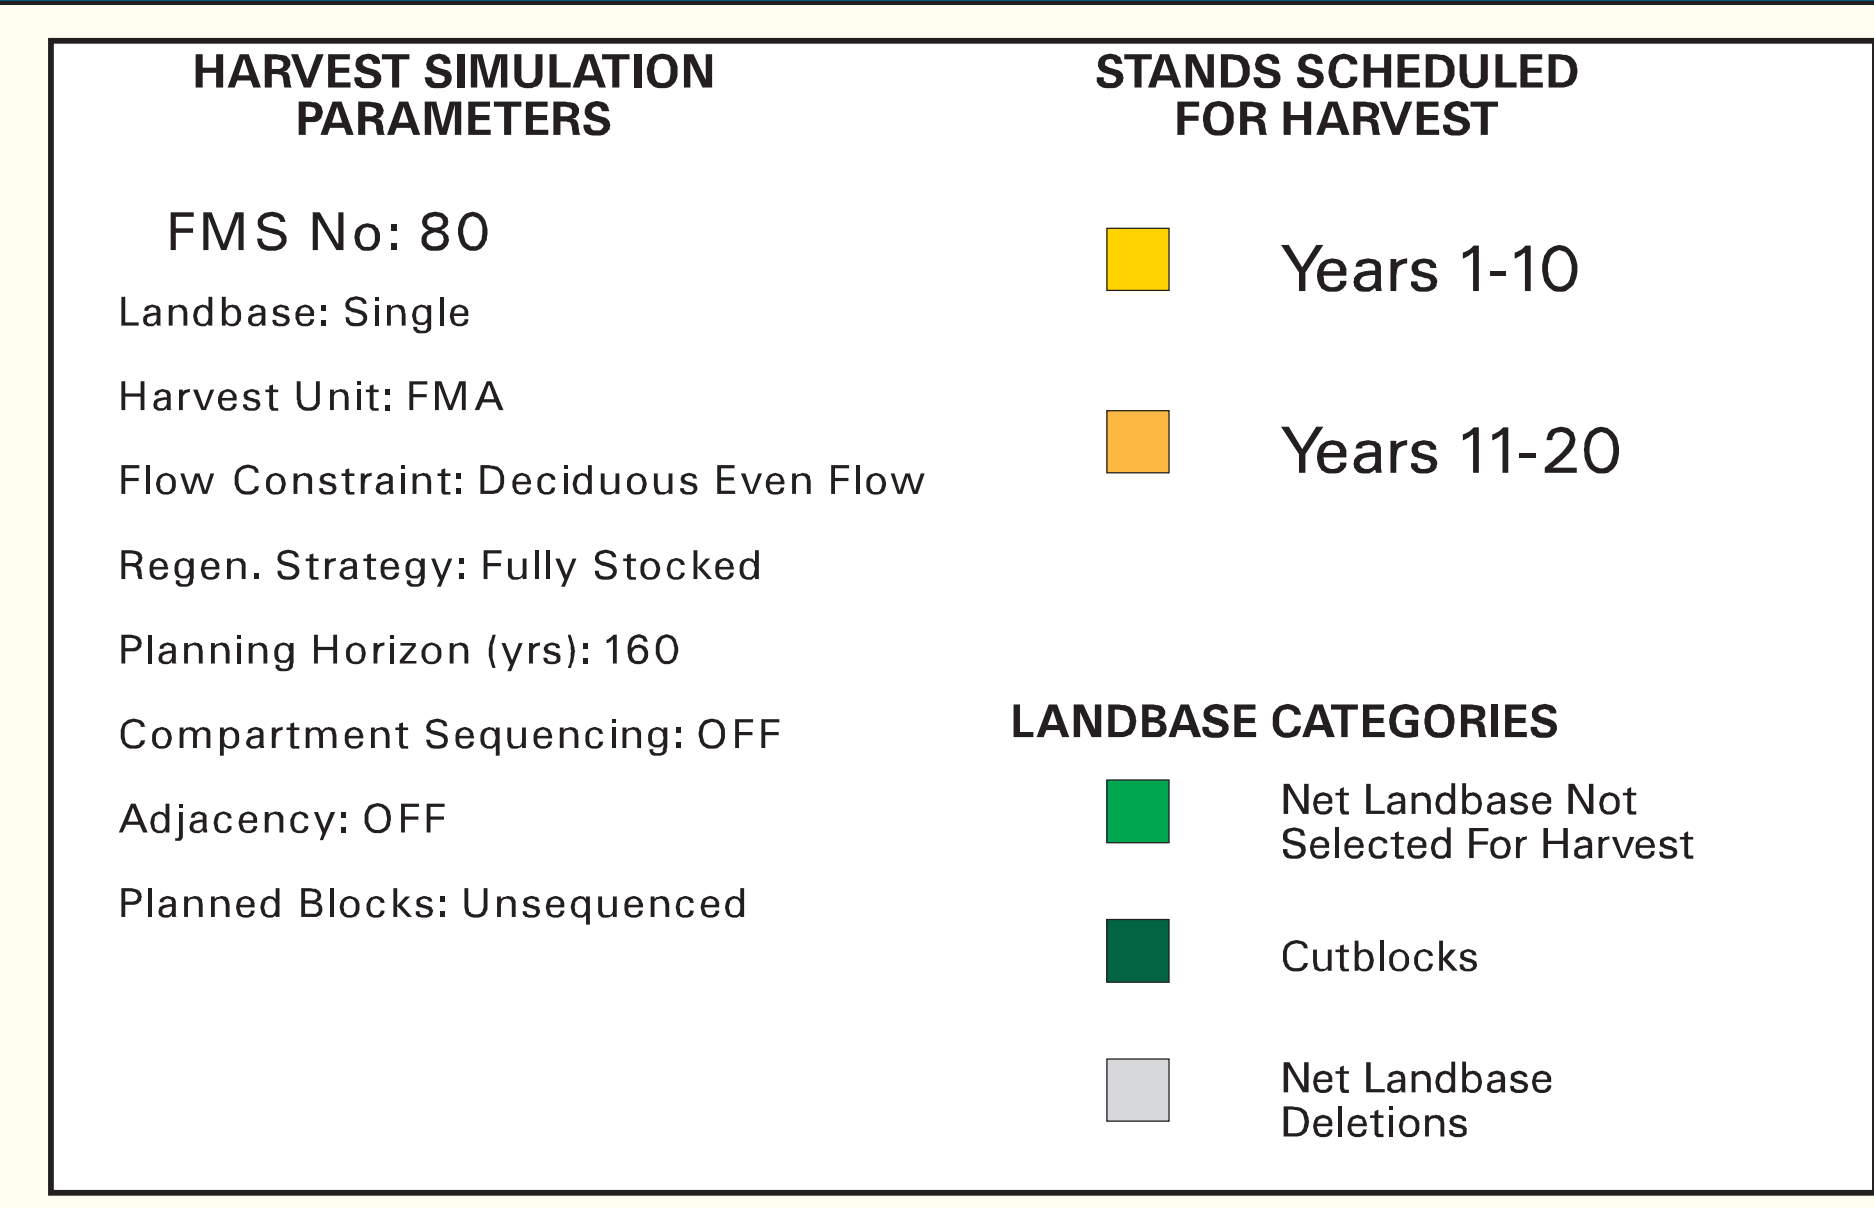 HARVEST SIMULATION
PARAMETERS
FMS No: 80
Landbase: Single
Harvest Unit: FMA
Flow Constraint: Deciduous Even Flow
Regen. Strategy: Fully Stocked
Planning Horizon (yrs): 160
Compartment Sequencing: OFF
Adjacency: OFF
Planned Blocks: Unsequenced
STANDS SCHEDULED
FOR HARVEST
Years 1-10
Years 11-20
LANDBASE CATEGORIES
Net Landbase Not
Selected For Harvest
Cutblocks
Net Landbase
Deletions